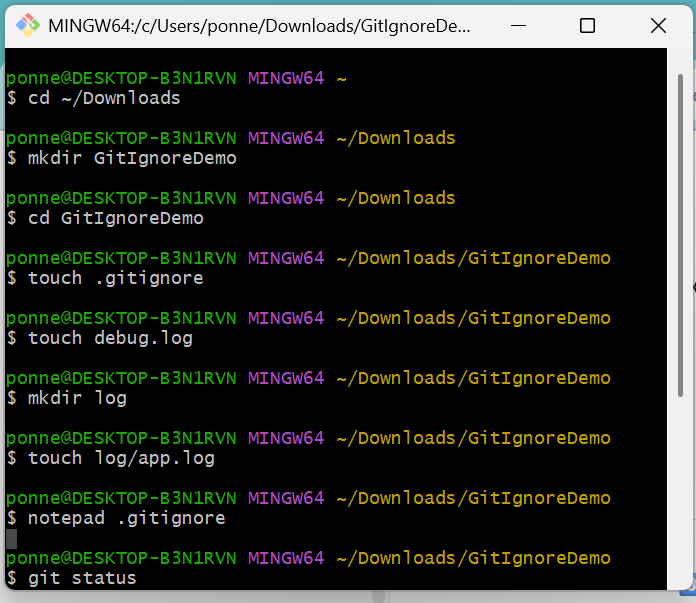 MINGW64:/c/Users/ponne/Downloads/GitIgnoreDe...
ponne@DESKTOP-B3N1RVN MINGW64 ~
$ cd ~/Downloads
ponne@DESKTOP-B3N1RVN MINGW64 ~/Downloads
$ mkdir GitIgnoreDemo
ponne@DESKTOP-B3N1RVN MINGW64 ~/Downloads
$ cd GitIgnoreDemo
ponne@DESKTOP-B3N1RVN MINGW64 ~/Downloads/GitIgnoreDemo
$ touch .gitignore
ponne@DESKTOP-B3N1RVN MINGW64 ~/Downloads/GitIgnoreDemo
$ touch debug.log
ponne@DESKTOP-B3N1RVN MINGW64 ~/Downloads/GitIgnoreDemo
$ mkdir log
ponne@DESKTOP-B3N1RVN MINGW64 ~/Downloads/GitIgnoreDemo
$ touch log/app.log
ponne@DESKTOP-B3N1RVN MINGW64 ~/Downloads/GitIgnoreDemo
$ notepad .gitignore
ponne@DESKTOP-B3N1RVN MINGW64 ~/Downloads/GitIgnoreDemo
$ git status